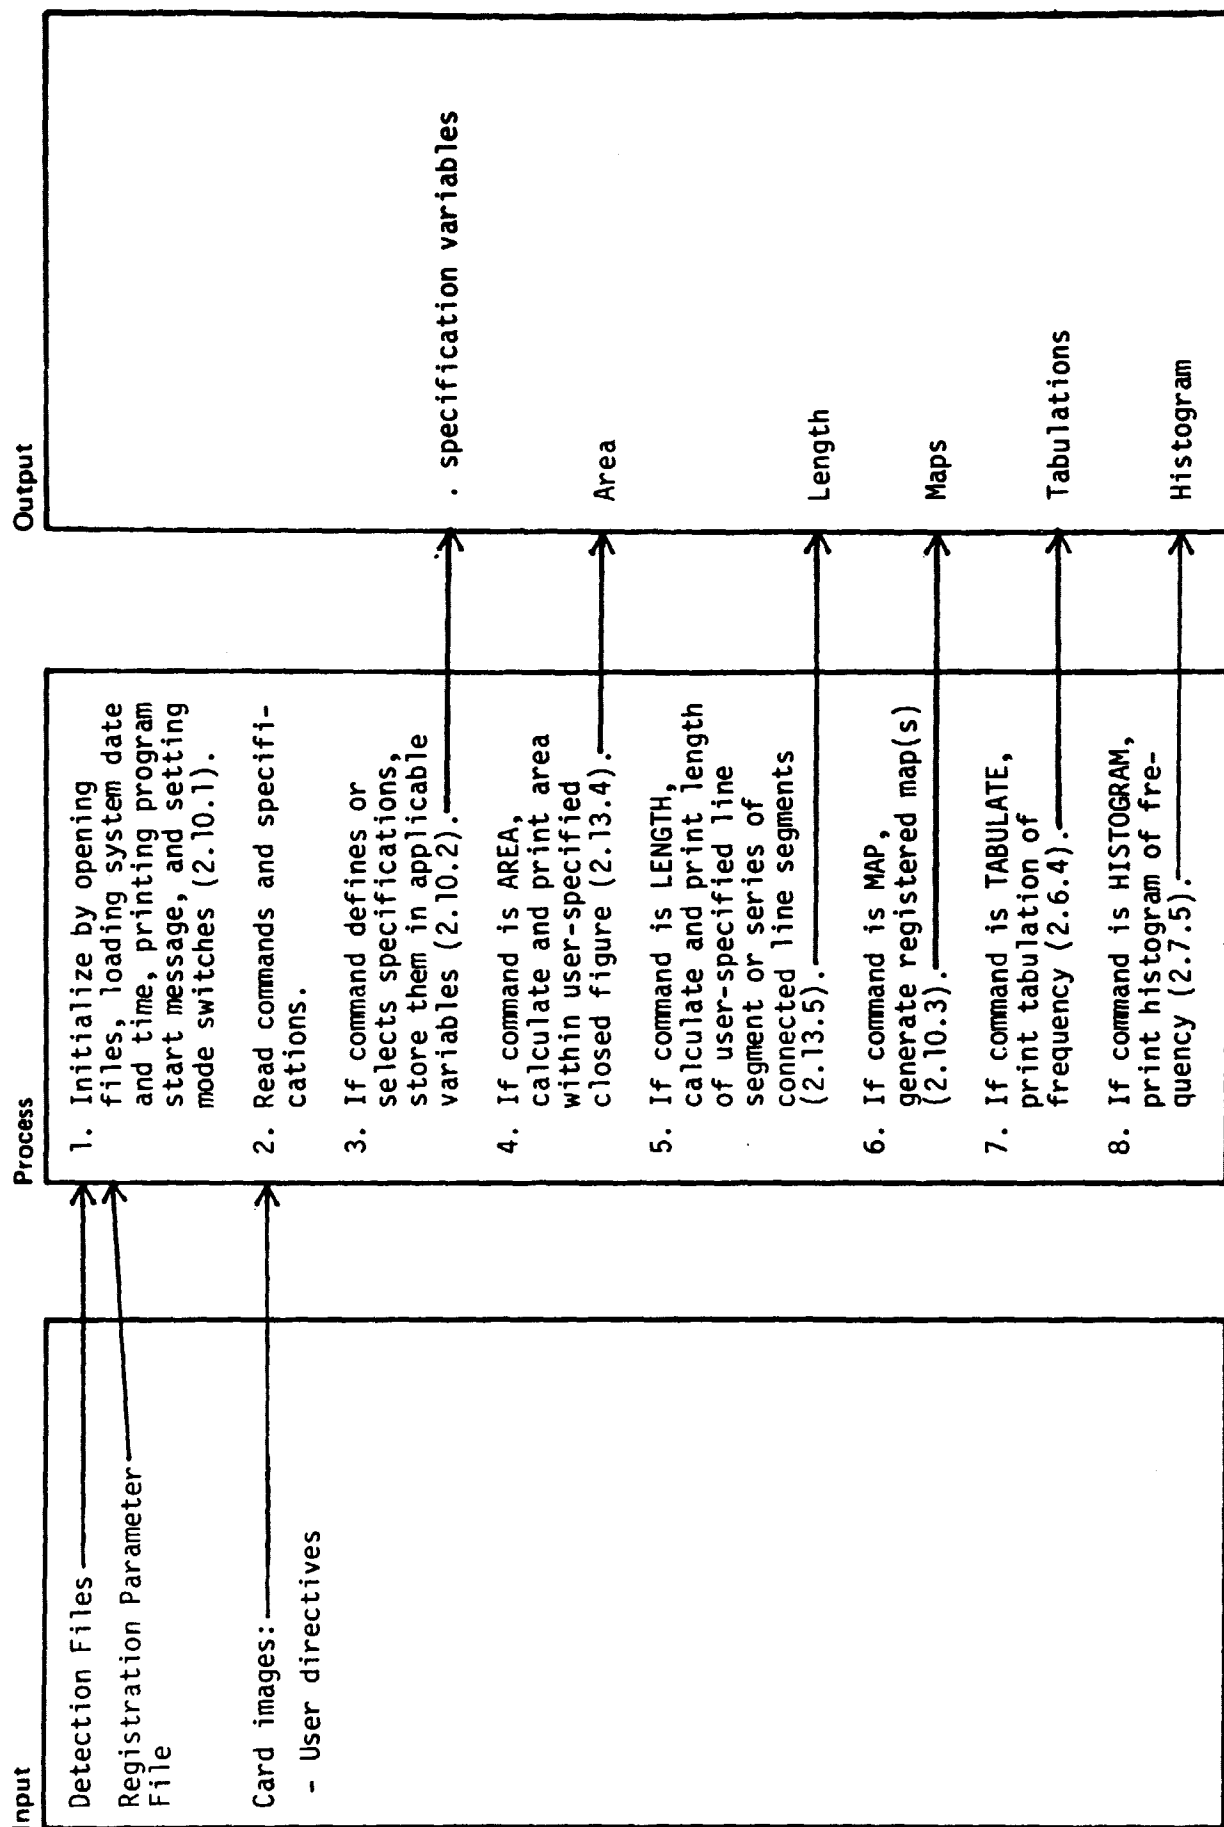 nput
Detection Files
Registration Parameter
File
Card images:
- User directives
Process
1. Initialize by opening
files, loading system date
and time, printing program
start message, and setting
mode switches (2.10.1).
2. Read commands and specifi-
cations.
3. If command defines or
selects specifications,
store them in applicable
variables (2.10.2).
4. If command is AREA,
calculate and print area
within user-specified
closed figure (2.13.4).
5. If command is LENGTH,
calculate and print length
of user-specified line
segment or series of
connected line segments
(2.13.5).
6. If command is MAP,
generate registered map(s)
(2.10.3).
7. If command is TABULATE,
print tabulation of
frequency (2.6.4).
8. If command is HISTOGRAM,
print histogram of fre-
quency (2.7.5).
Output
. specification variables
Area
Length
Maps
Tabulations
Histogram